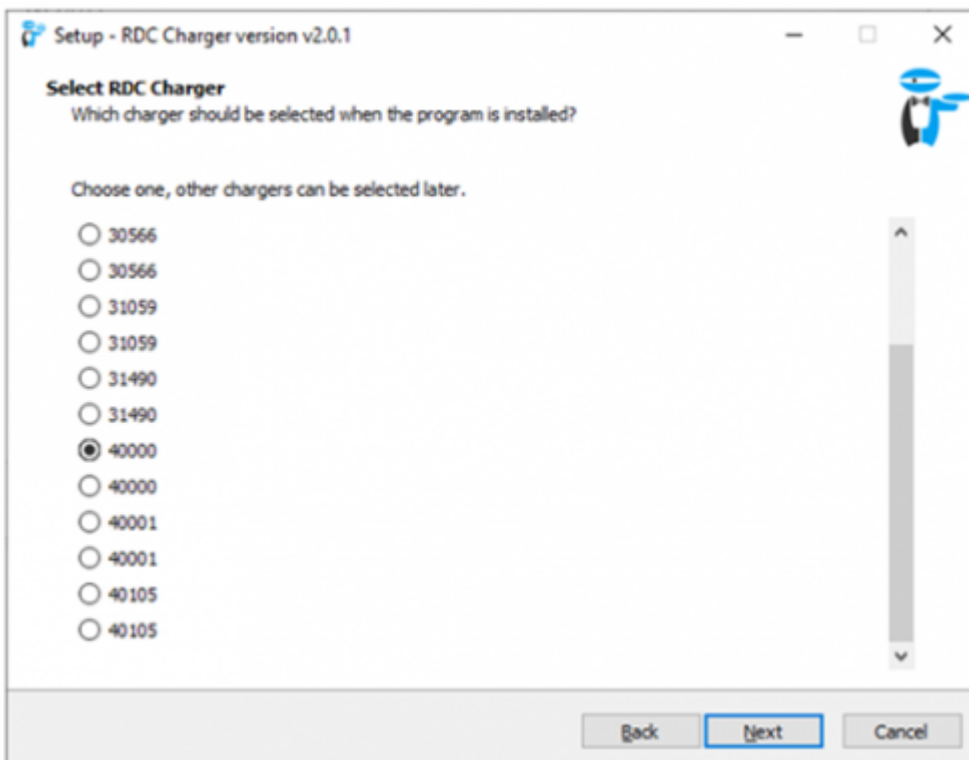 Setup - RDC Charger version v2.0.1
Select RDC Charger
Which charger should be selected when the program is installed?
Choose one, other chargers can be selected later.
30566
30566
31059
31059
31490
31490
40000
40000
40001
40001
40105
40105
Back Next Cancel